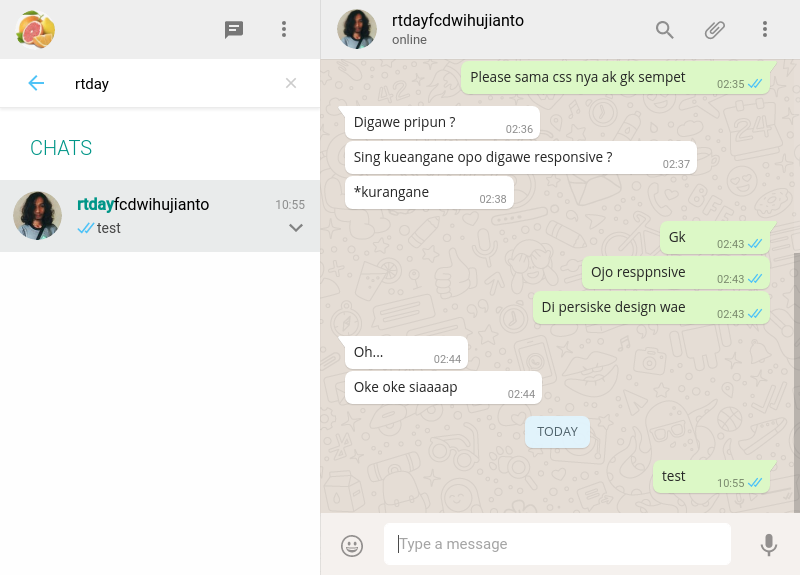 rtday
CHATS
rtdayfcdwihujianto
10:55
test
rtdayfcdwihujianto
online
Please sama css nya ak gk sempet
02:35
Digawe pripun ?
02:36
Sing kueangane opo digawe responsive ?
02:37
*kurangane
02:38
Gk
02:43
Ojo resppnsive
02:43
Di persiske design wae
02:43
Oh...
02:44
Oke oke siaaaap
02:44
TODAY
test
10:55
Type a message